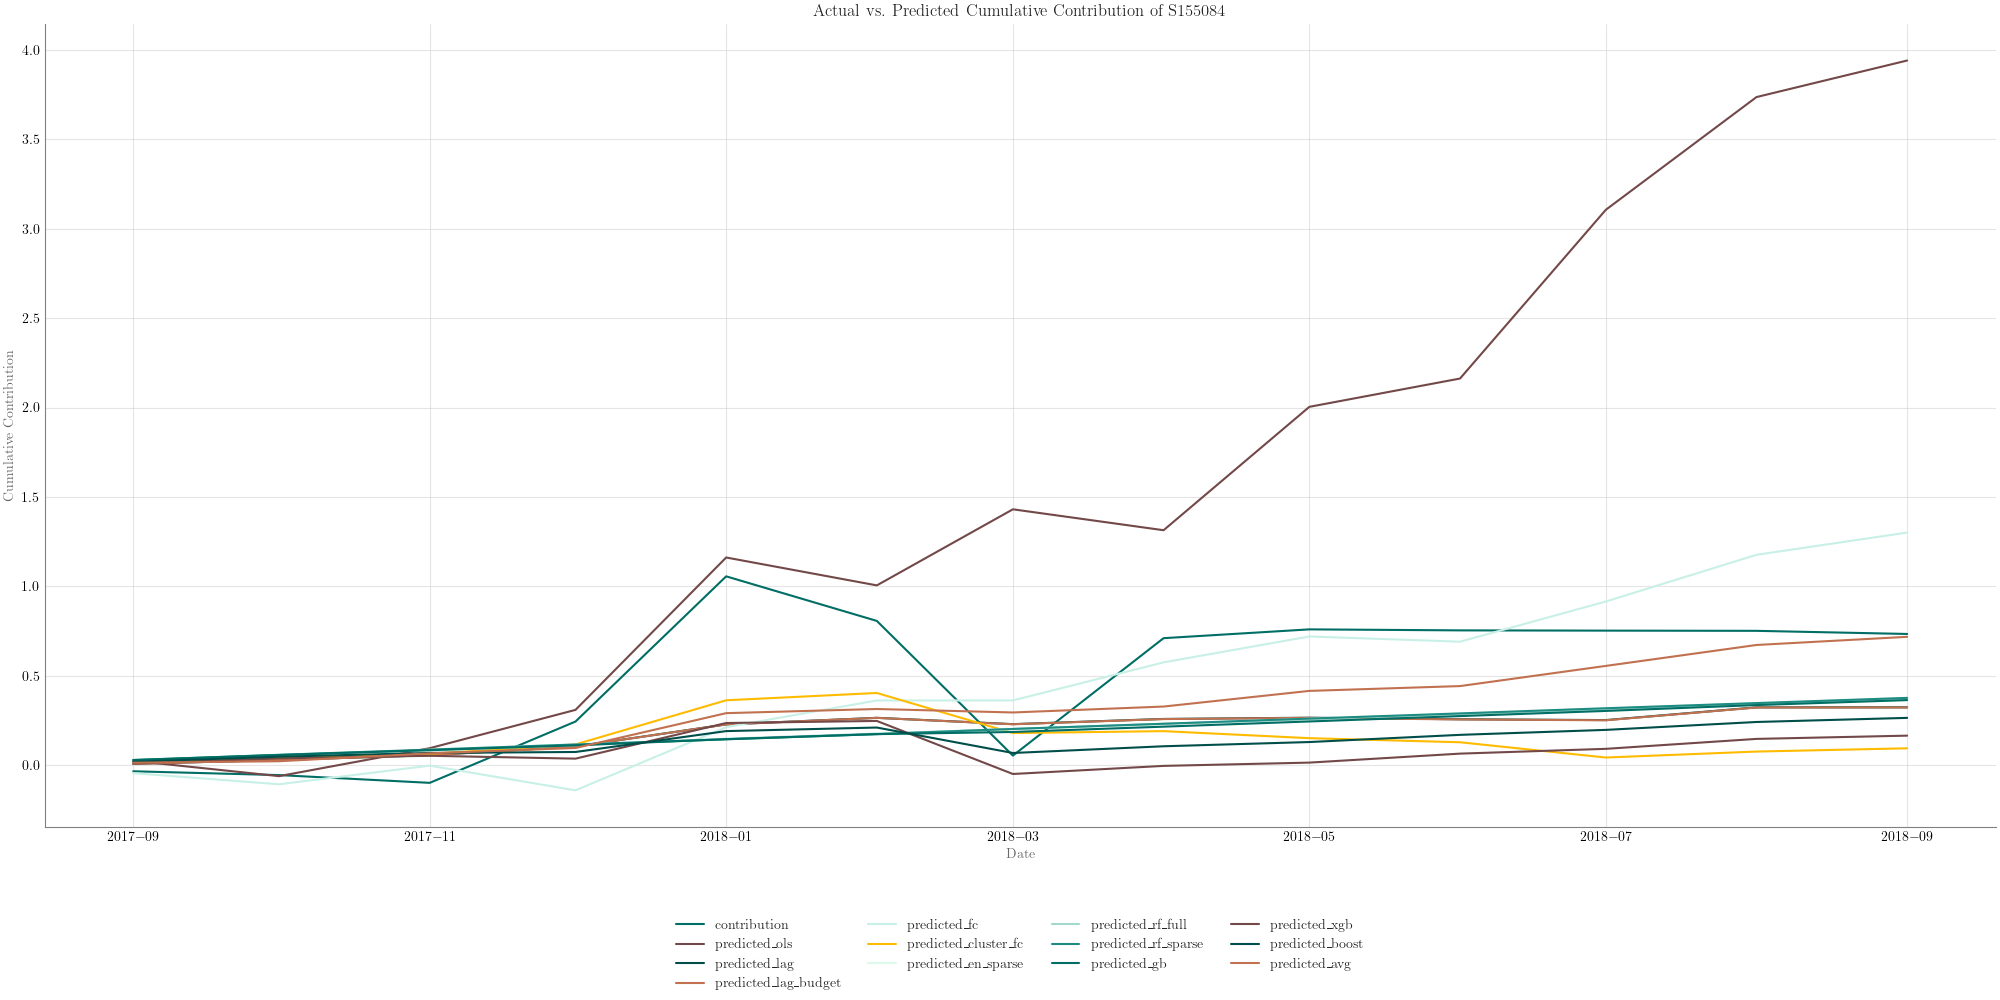 Actual vs. Predicted Cumulative Contribution of S155084
4.0
3.5
3.0
2.5
2.0
1.5
1.0
0.5
0.0
Cumulative Contribution
2017−09 2017−11 2018−01 2018−03 2018−05 2018−07 2018−09
Date
contribution predicted_fc predicted_rf_full predicted_xgb
predicted_ols predicted_cluster_fc predicted_rf_sparse predicted_boost
predicted_lag predicted_en_sparse predicted_gb predicted_avg
predicted_lag_budget